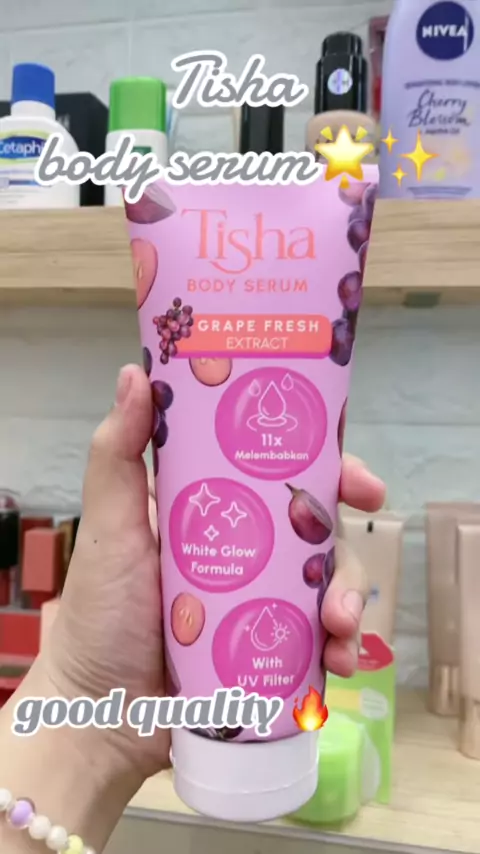 Tisha
body serum🌟✨
NIVEA
Cherry
Blossom
Cetaphi
Tisha
BODY SERUM
GRAPE FRESH
EXTRACT
11x
Melembabkan
White Glow
Formula
With
UV Filter
good quality 🔥